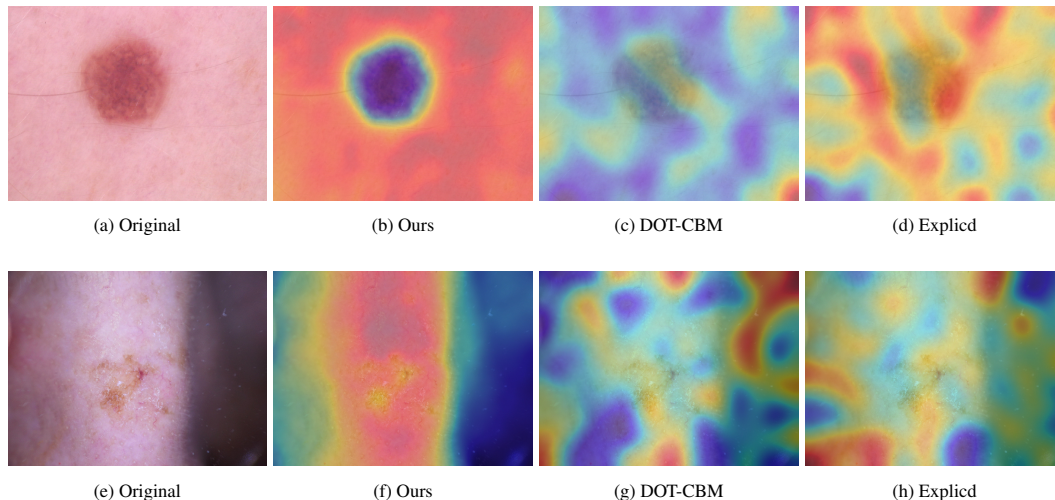 (a) Original
(b) Ours
(c) DOT-CBM
(d) Explicd
(e) Original
(f) Ours
(g) DOT-CBM
(h) Explicd